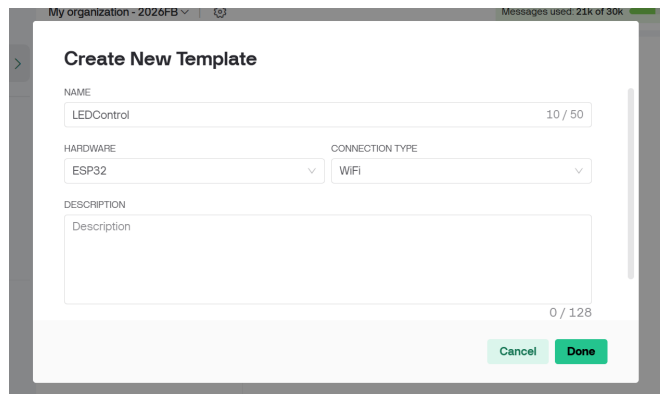 My organization - 2026FB
Messages used: 21k of 30k
Create New Template
NAME
LEDControl
10 / 50
HARDWARE
CONNECTION TYPE
ESP32
WiFi
DESCRIPTION
Description
0 / 128
Cancel
Done